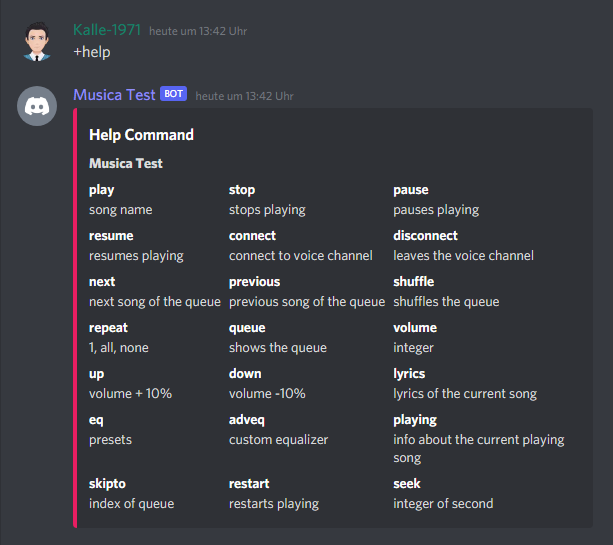 Kalle-1971 heute um 13:42 Uhr
+help
Musica Test BOT heute um 13:42 Uhr
Help Command
Musica Test
play stop pause
song name stops playing pauses playing
resume connect disconnect
resumes playing connect to voice channel leaves the voice channel
next previous shuffle
next song of the queue previous song of the queue shuffles the queue
repeat queue volume
1, all, none shows the queue integer
up down lyrics
volume + 10% volume -10% lyrics of the current song
eq adveq playing
presets custom equalizer info about the current playing
song
skipto restart seek
index of queue restarts playing integer of second